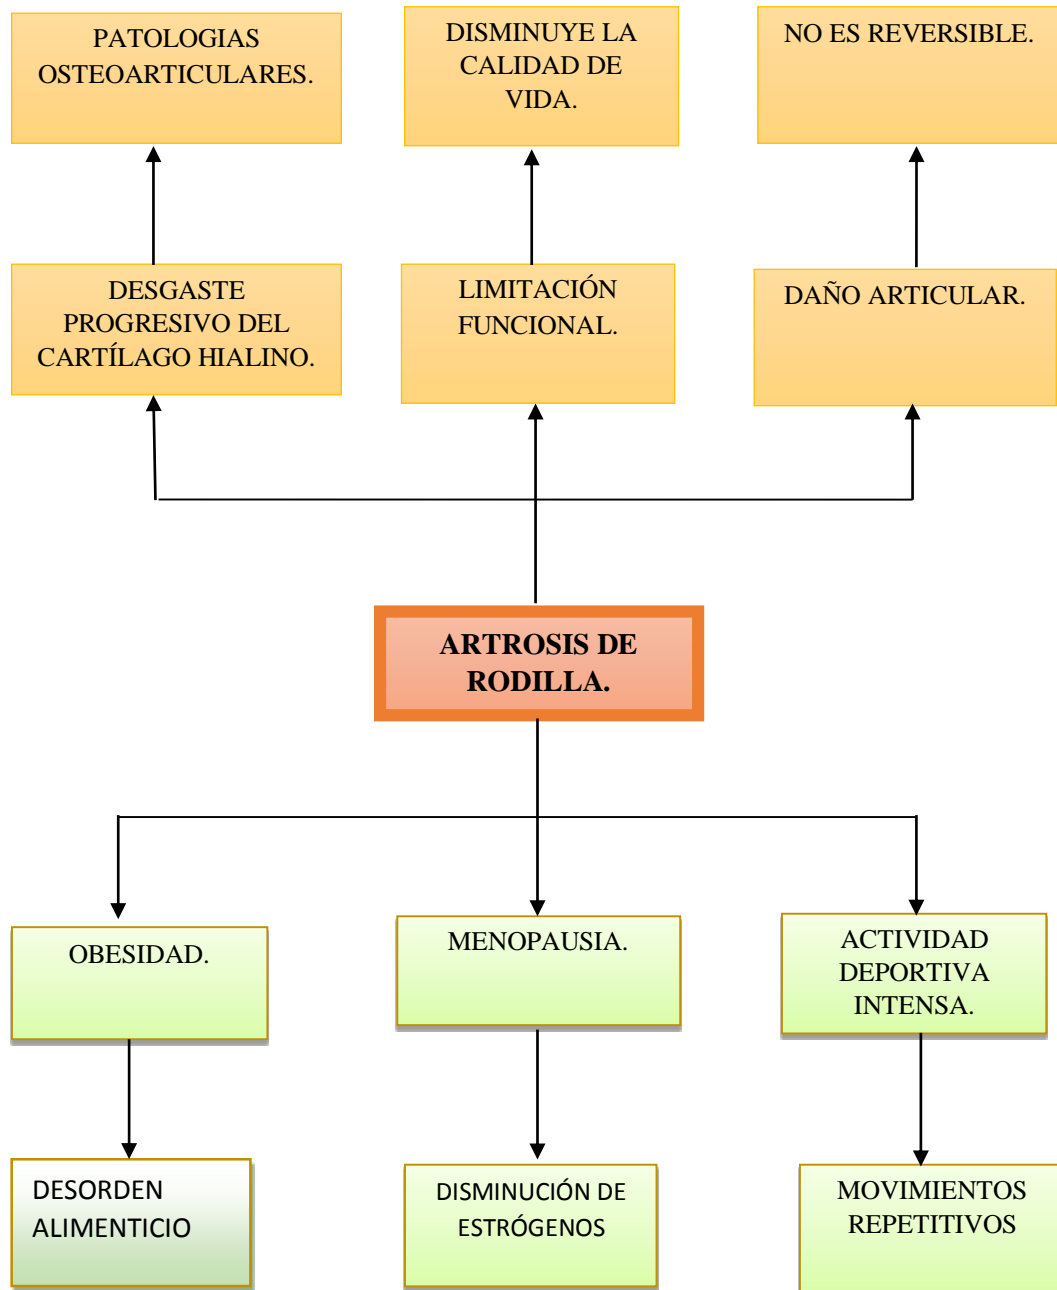 PATOLOGIAS
OSTEOARTICULARES.
DISMINUYE LA
CALIDAD DE
VIDA.
NO ES REVERSIBLE.
DESGASTE
PROGRESIVO DEL
CARTÍLAGO HIALINO.
LIMITACIÓN
FUNCIONAL.
DAÑO ARTICULAR.
ARTROSIS DE
RODILLA.
OBESIDAD.
MENOPAUSIA.
ACTIVIDAD
DEPORTIVA
INTENSA.
DESORDEN
ALIMENTICIO
DISMINUCIÓN DE
ESTRÓGENOS
MOVIMIENTOS
REPETITIVOS